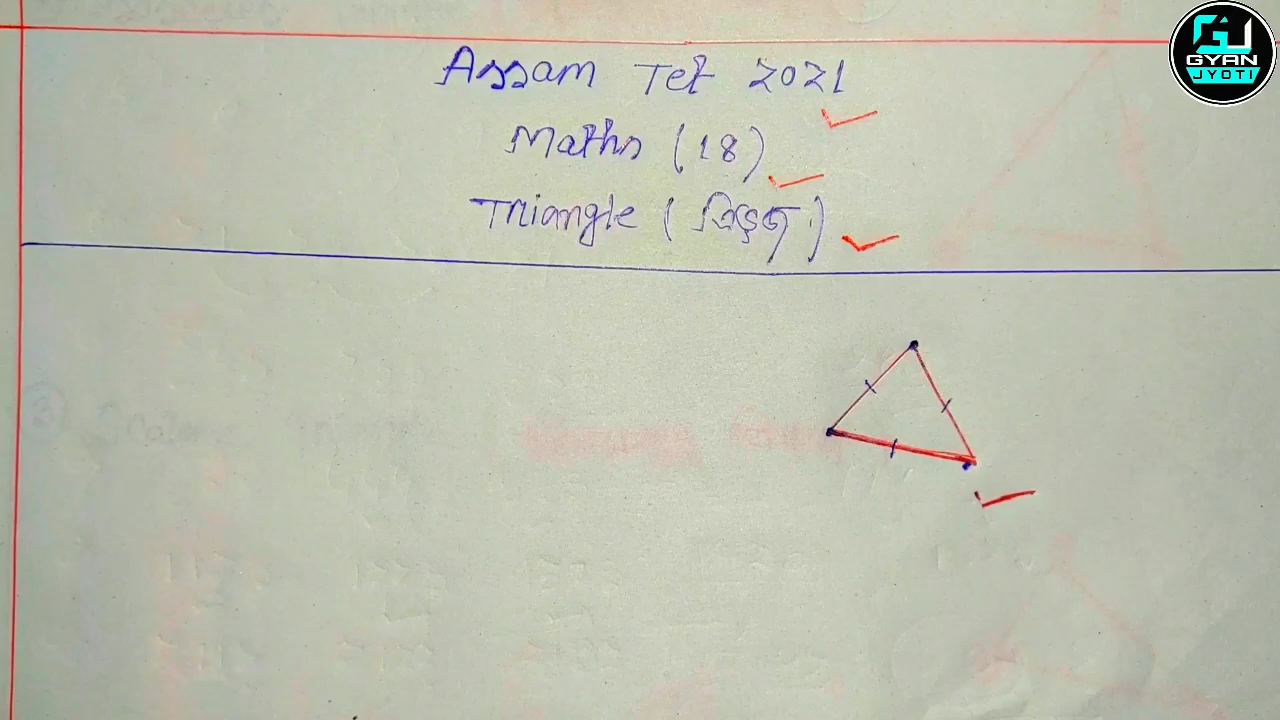 Assam Tet 2021
Maths (18)
Triangle (ত্রিভুজ)
GYAN
JYOTI